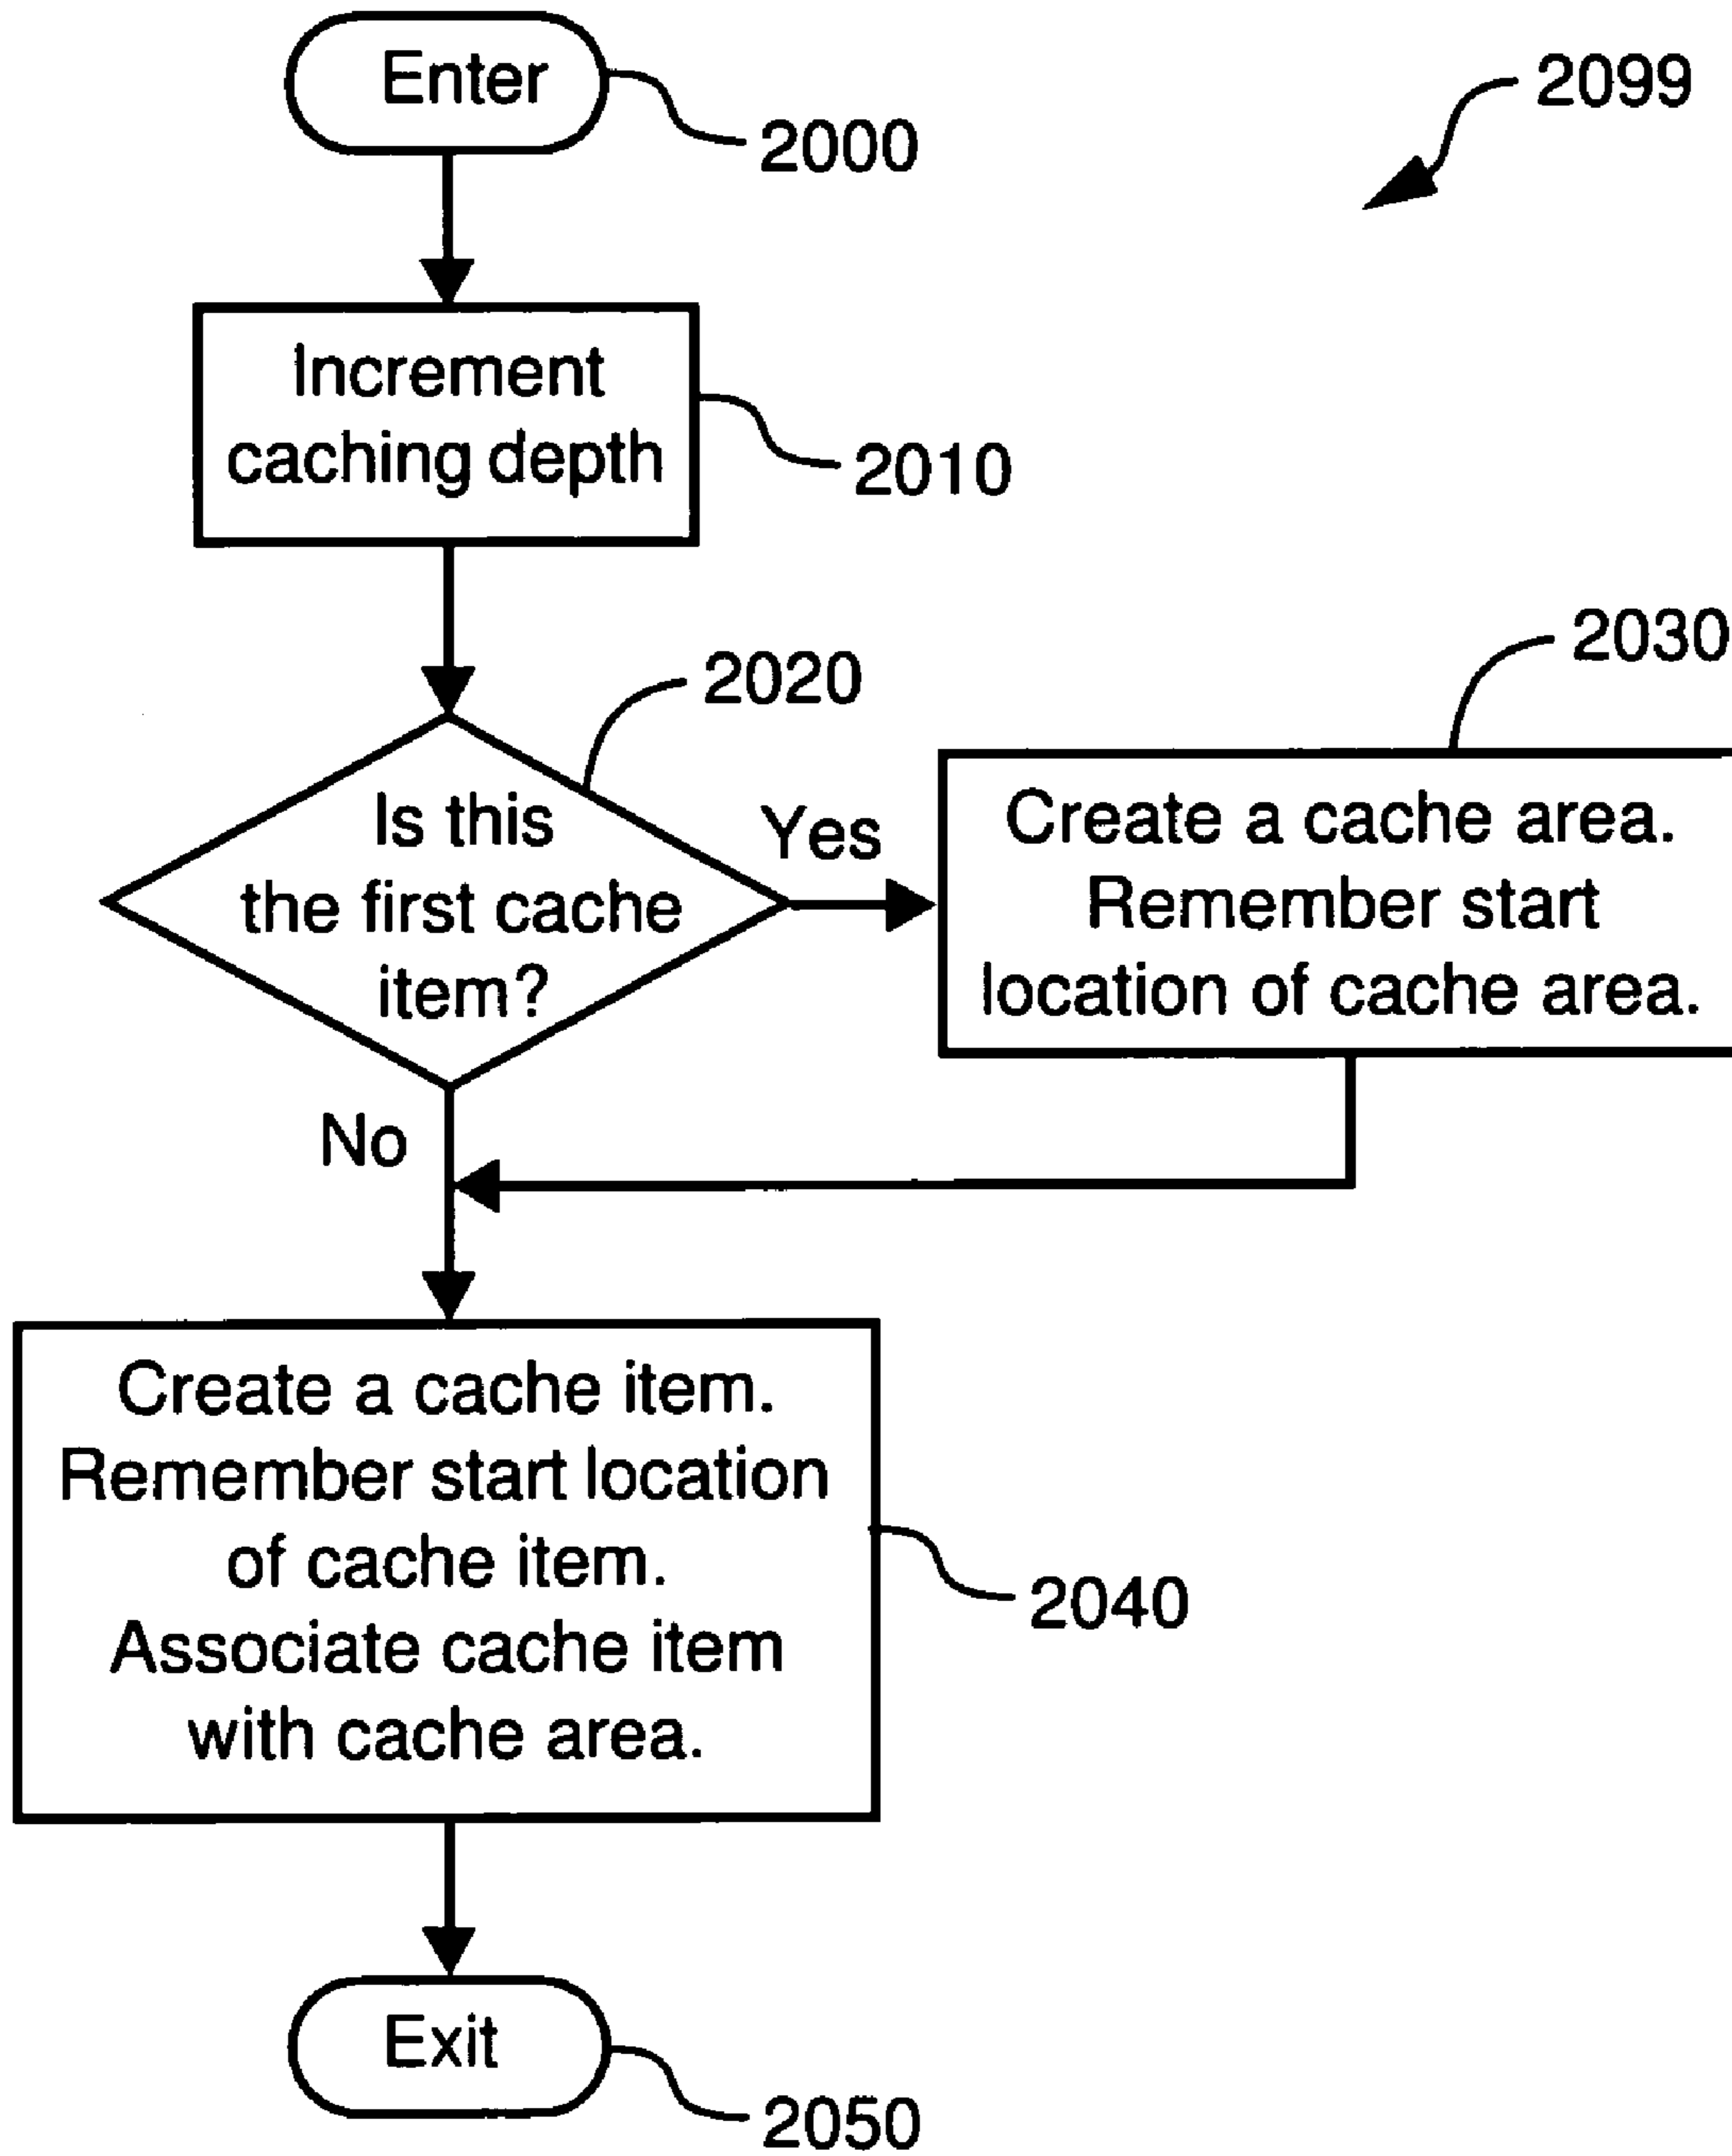 Enter
2000
2099
Increment
caching depth
2010
2020
2030
Is this
the first cache
item?
Yes
Create a cache area.
Remember start
location of cache area.
No
Create a cache item.
Remember start location
of cache item.
Associate cache item
with cache area.
2040
Exit
2050